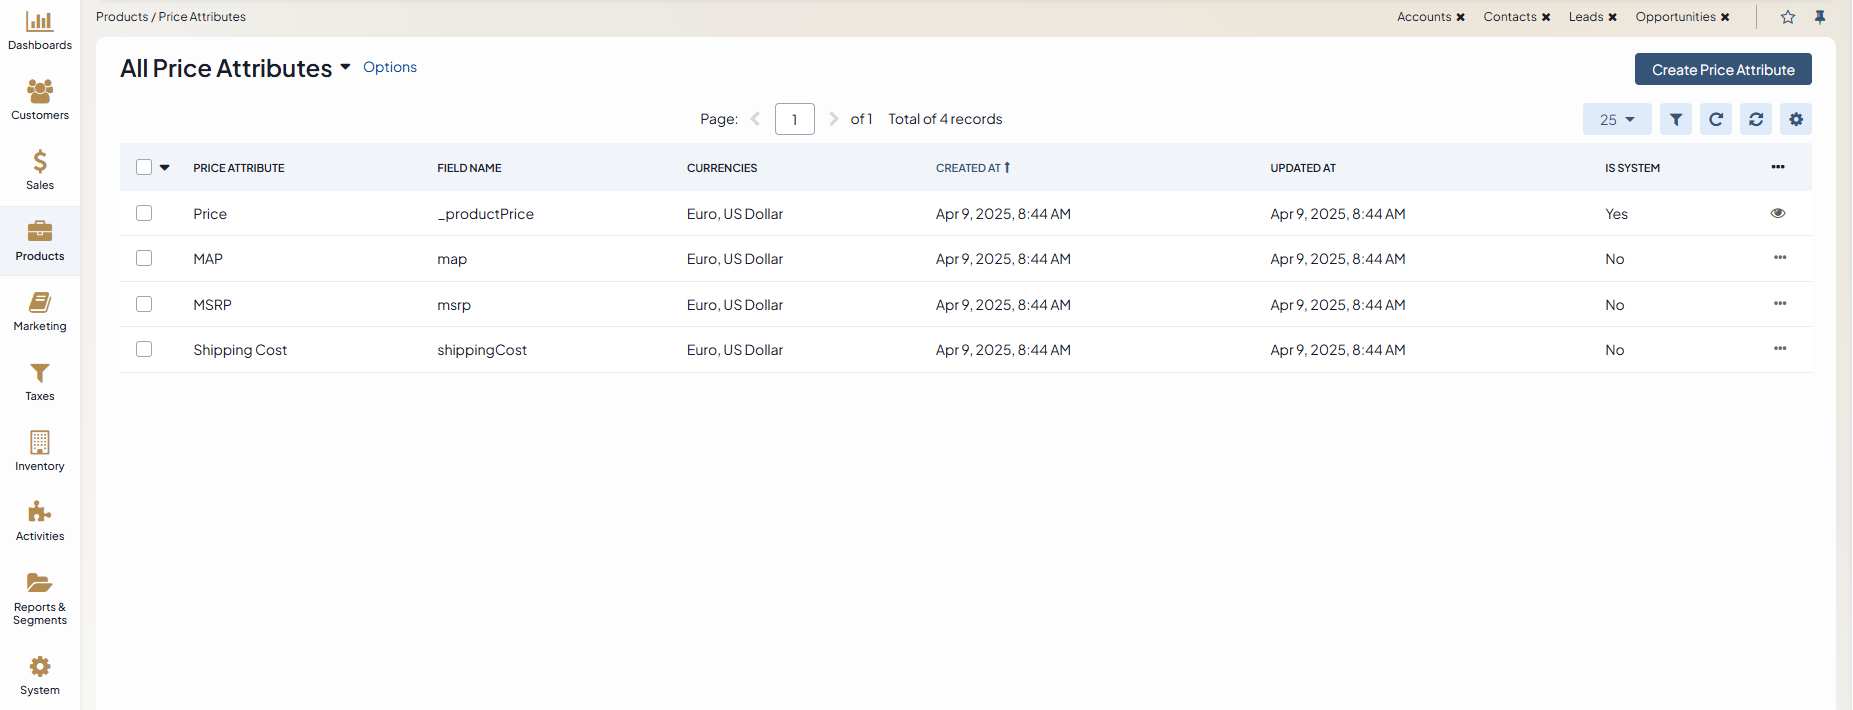 Products / Price Attributes
Accounts
Contacts
Leads
Opportunities
Dashboards
Customers
Sales
Products
Marketing
Taxes
Inventory
Activities
Reports &
Segments
System
All Price Attributes
Options
Create Price Attribute
Page: 1 of 1 Total of 4 records
25
PRICE ATTRIBUTE FIELD NAME CURRENCIES CREATED AT UPDATED AT IS SYSTEM
Price _productPrice Euro, US Dollar Apr 9, 2025, 8:44 AM Apr 9, 2025, 8:44 AM Yes
MAP map Euro, US Dollar Apr 9, 2025, 8:44 AM Apr 9, 2025, 8:44 AM No
MSRP msrp Euro, US Dollar Apr 9, 2025, 8:44 AM Apr 9, 2025, 8:44 AM No
Shipping Cost shippingCost Euro, US Dollar Apr 9, 2025, 8:44 AM Apr 9, 2025, 8:44 AM No